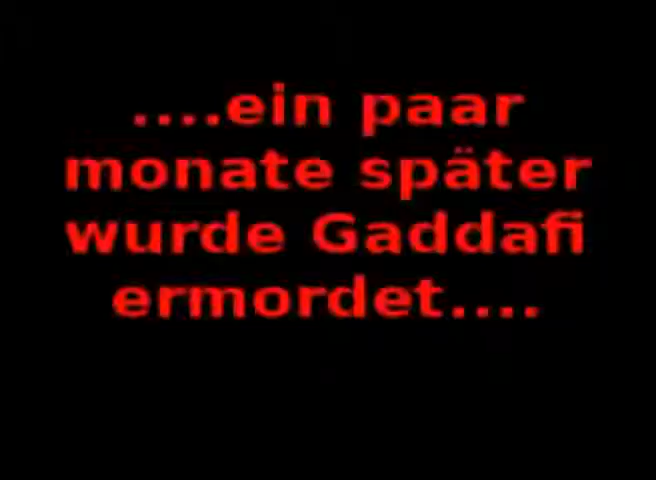 ....ein paar
monate später
wurde Gaddafi
ermordet....